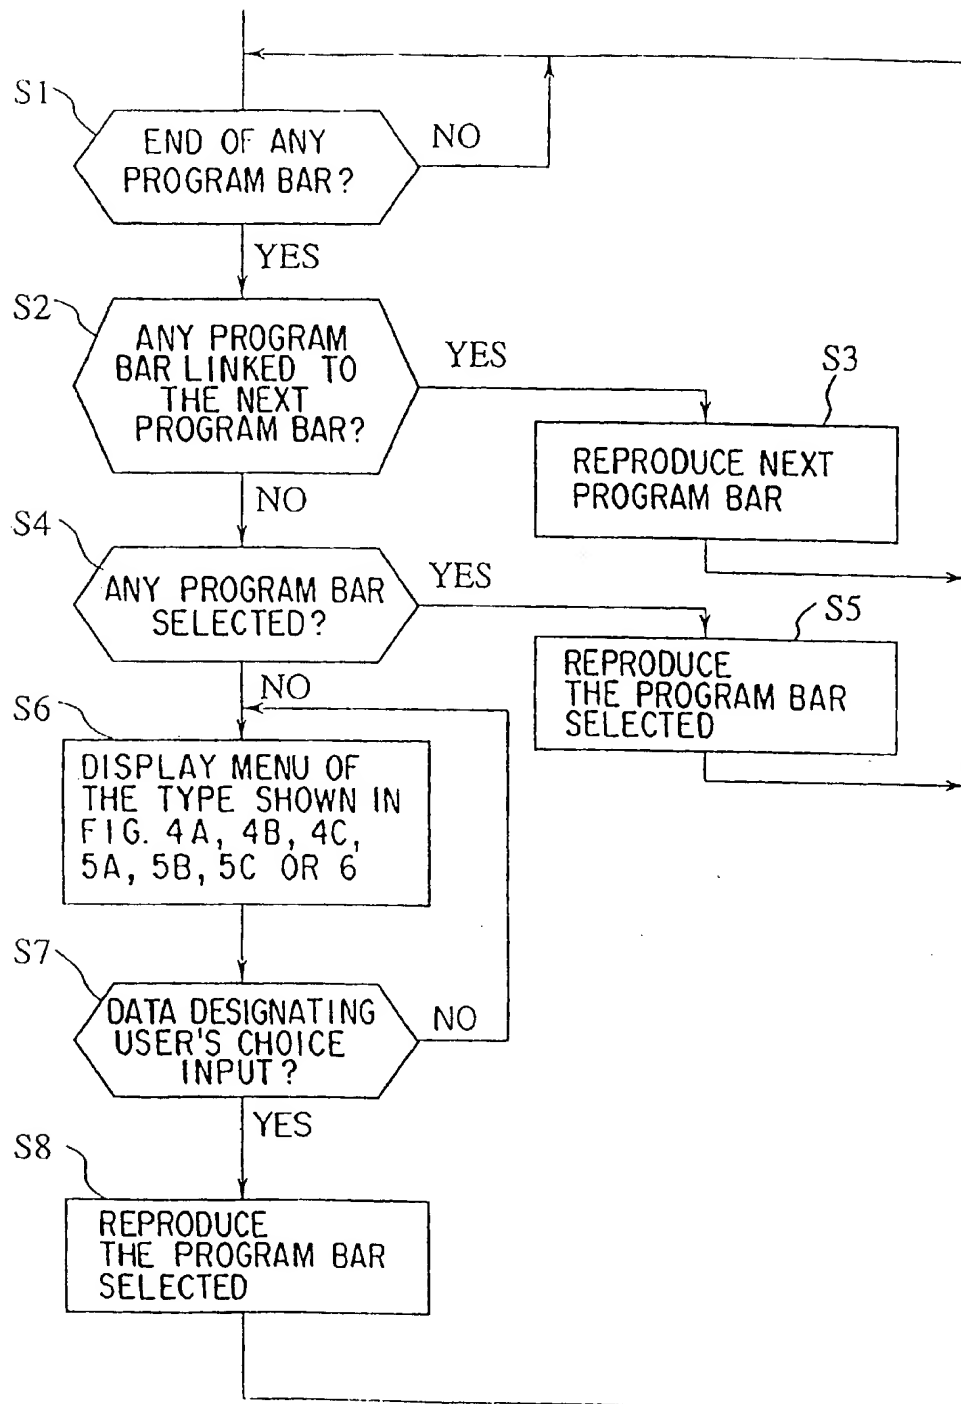 S1
END OF ANY
PROGRAM BAR?
NO
YES
S2
ANY PROGRAM
BAR LINKED TO
THE NEXT
PROGRAM BAR?
YES
S3
REPRODUCE NEXT
PROGRAM BAR
NO
S4
ANY PROGRAM BAR
SELECTED?
YES
S5
REPRODUCE
THE PROGRAM BAR
SELECTED
NO
S6
DISPLAY MENU OF
THE TYPE SHOWN IN
FIG. 4A, 4B, 4C,
5A, 5B, 5C OR 6
S7
DATA DESIGNATING
USER'S CHOICE
INPUT?
NO
YES
S8
REPRODUCE
THE PROGRAM BAR
SELECTED